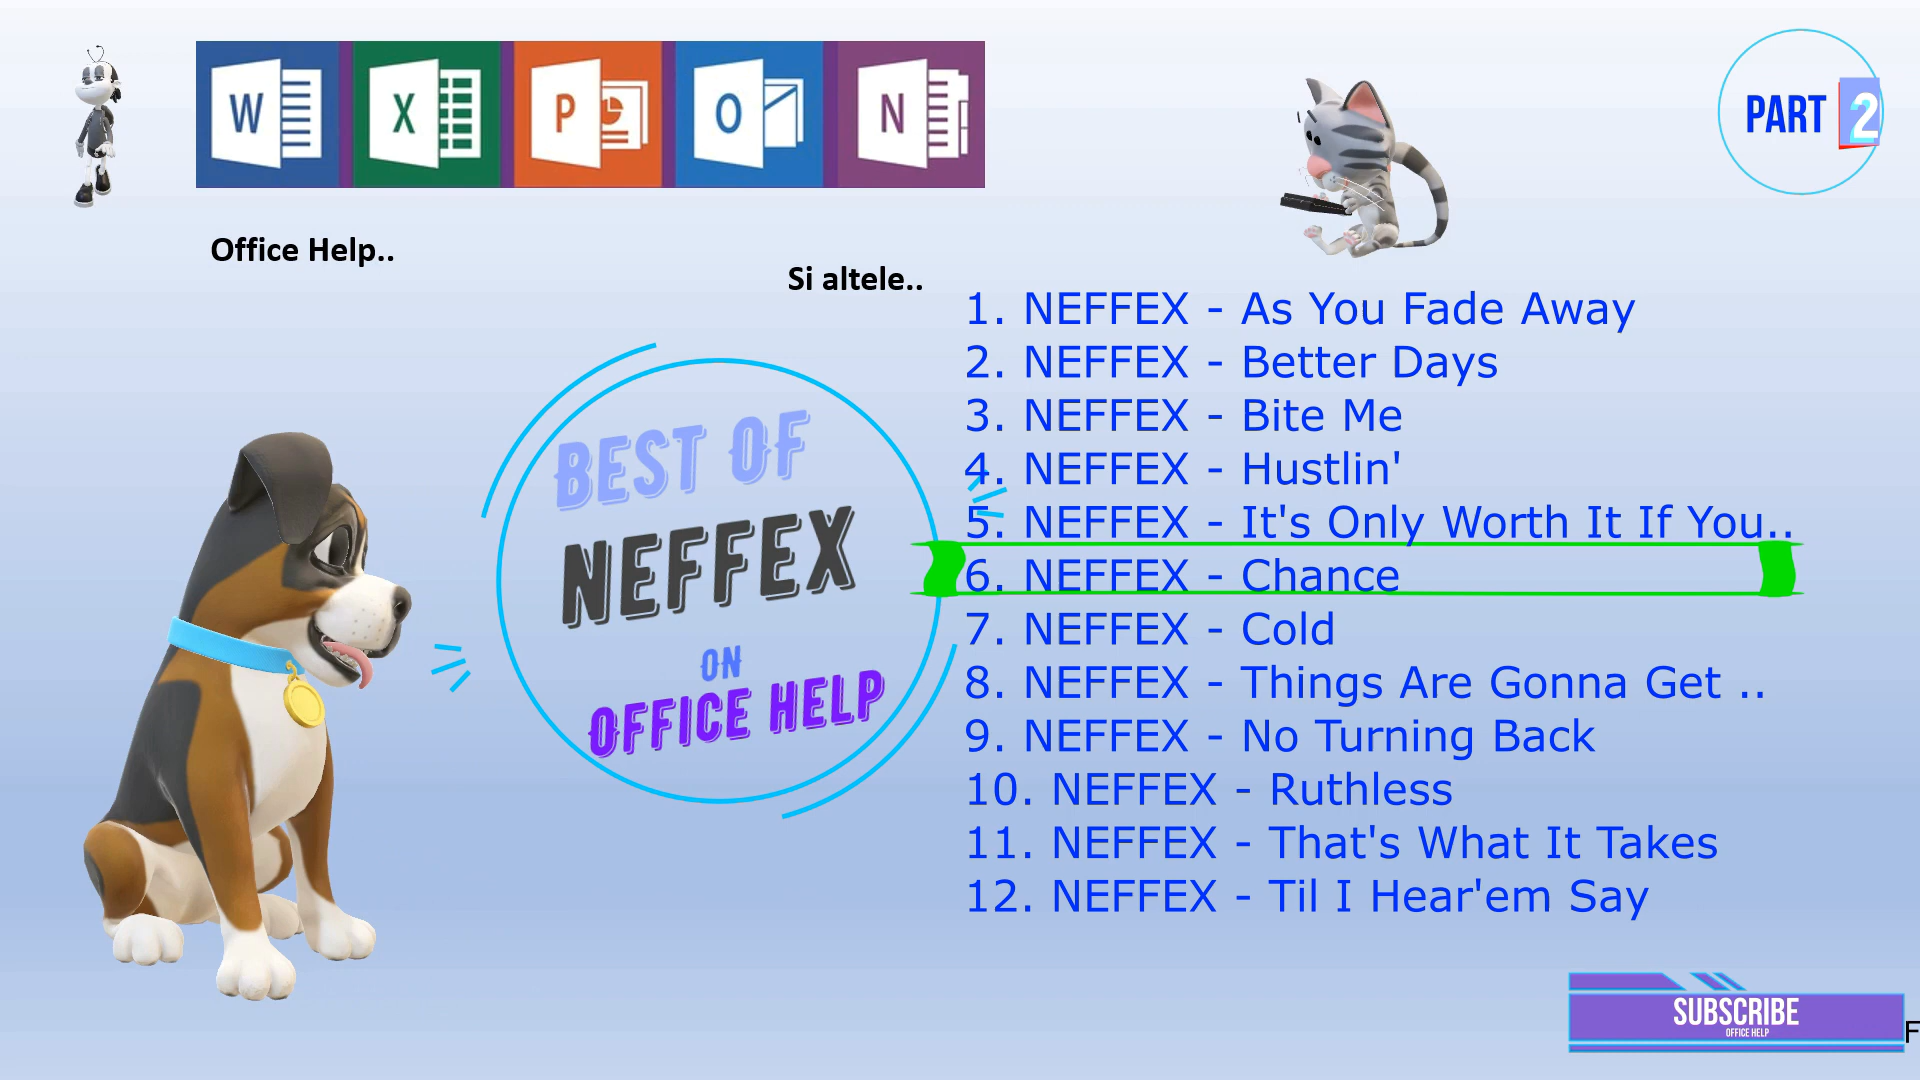 W X P O N
PART 2
Office Help..
Si altele..
BEST OF
NEFFEX
ON
OFFICE HELP
1. NEFFEX - As You Fade Away
2. NEFFEX - Better Days
3. NEFFEX - Bite Me
4. NEFFEX - Hustlin'
5. NEFFEX - It's Only Worth It If You..
6. NEFFEX - Chance
7. NEFFEX - Cold
8. NEFFEX - Things Are Gonna Get ..
9. NEFFEX - No Turning Back
10. NEFFEX - Ruthless
11. NEFFEX - That's What It Takes
12. NEFFEX - Til I Hear'em Say
SUBSCRIBE
OFFICE HELP
F